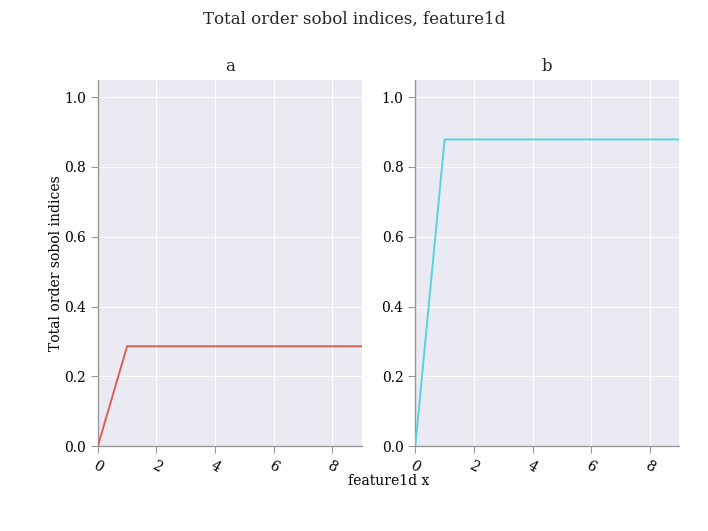 Total order sobol indices, feature1d
a
b
Total order sobol indices
1.0
0.8
0.6
0.4
0.2
0.0
0 2 4 6 8
1.0
0.8
0.6
0.4
0.2
0.0
0 2 4 6 8
feature1d x